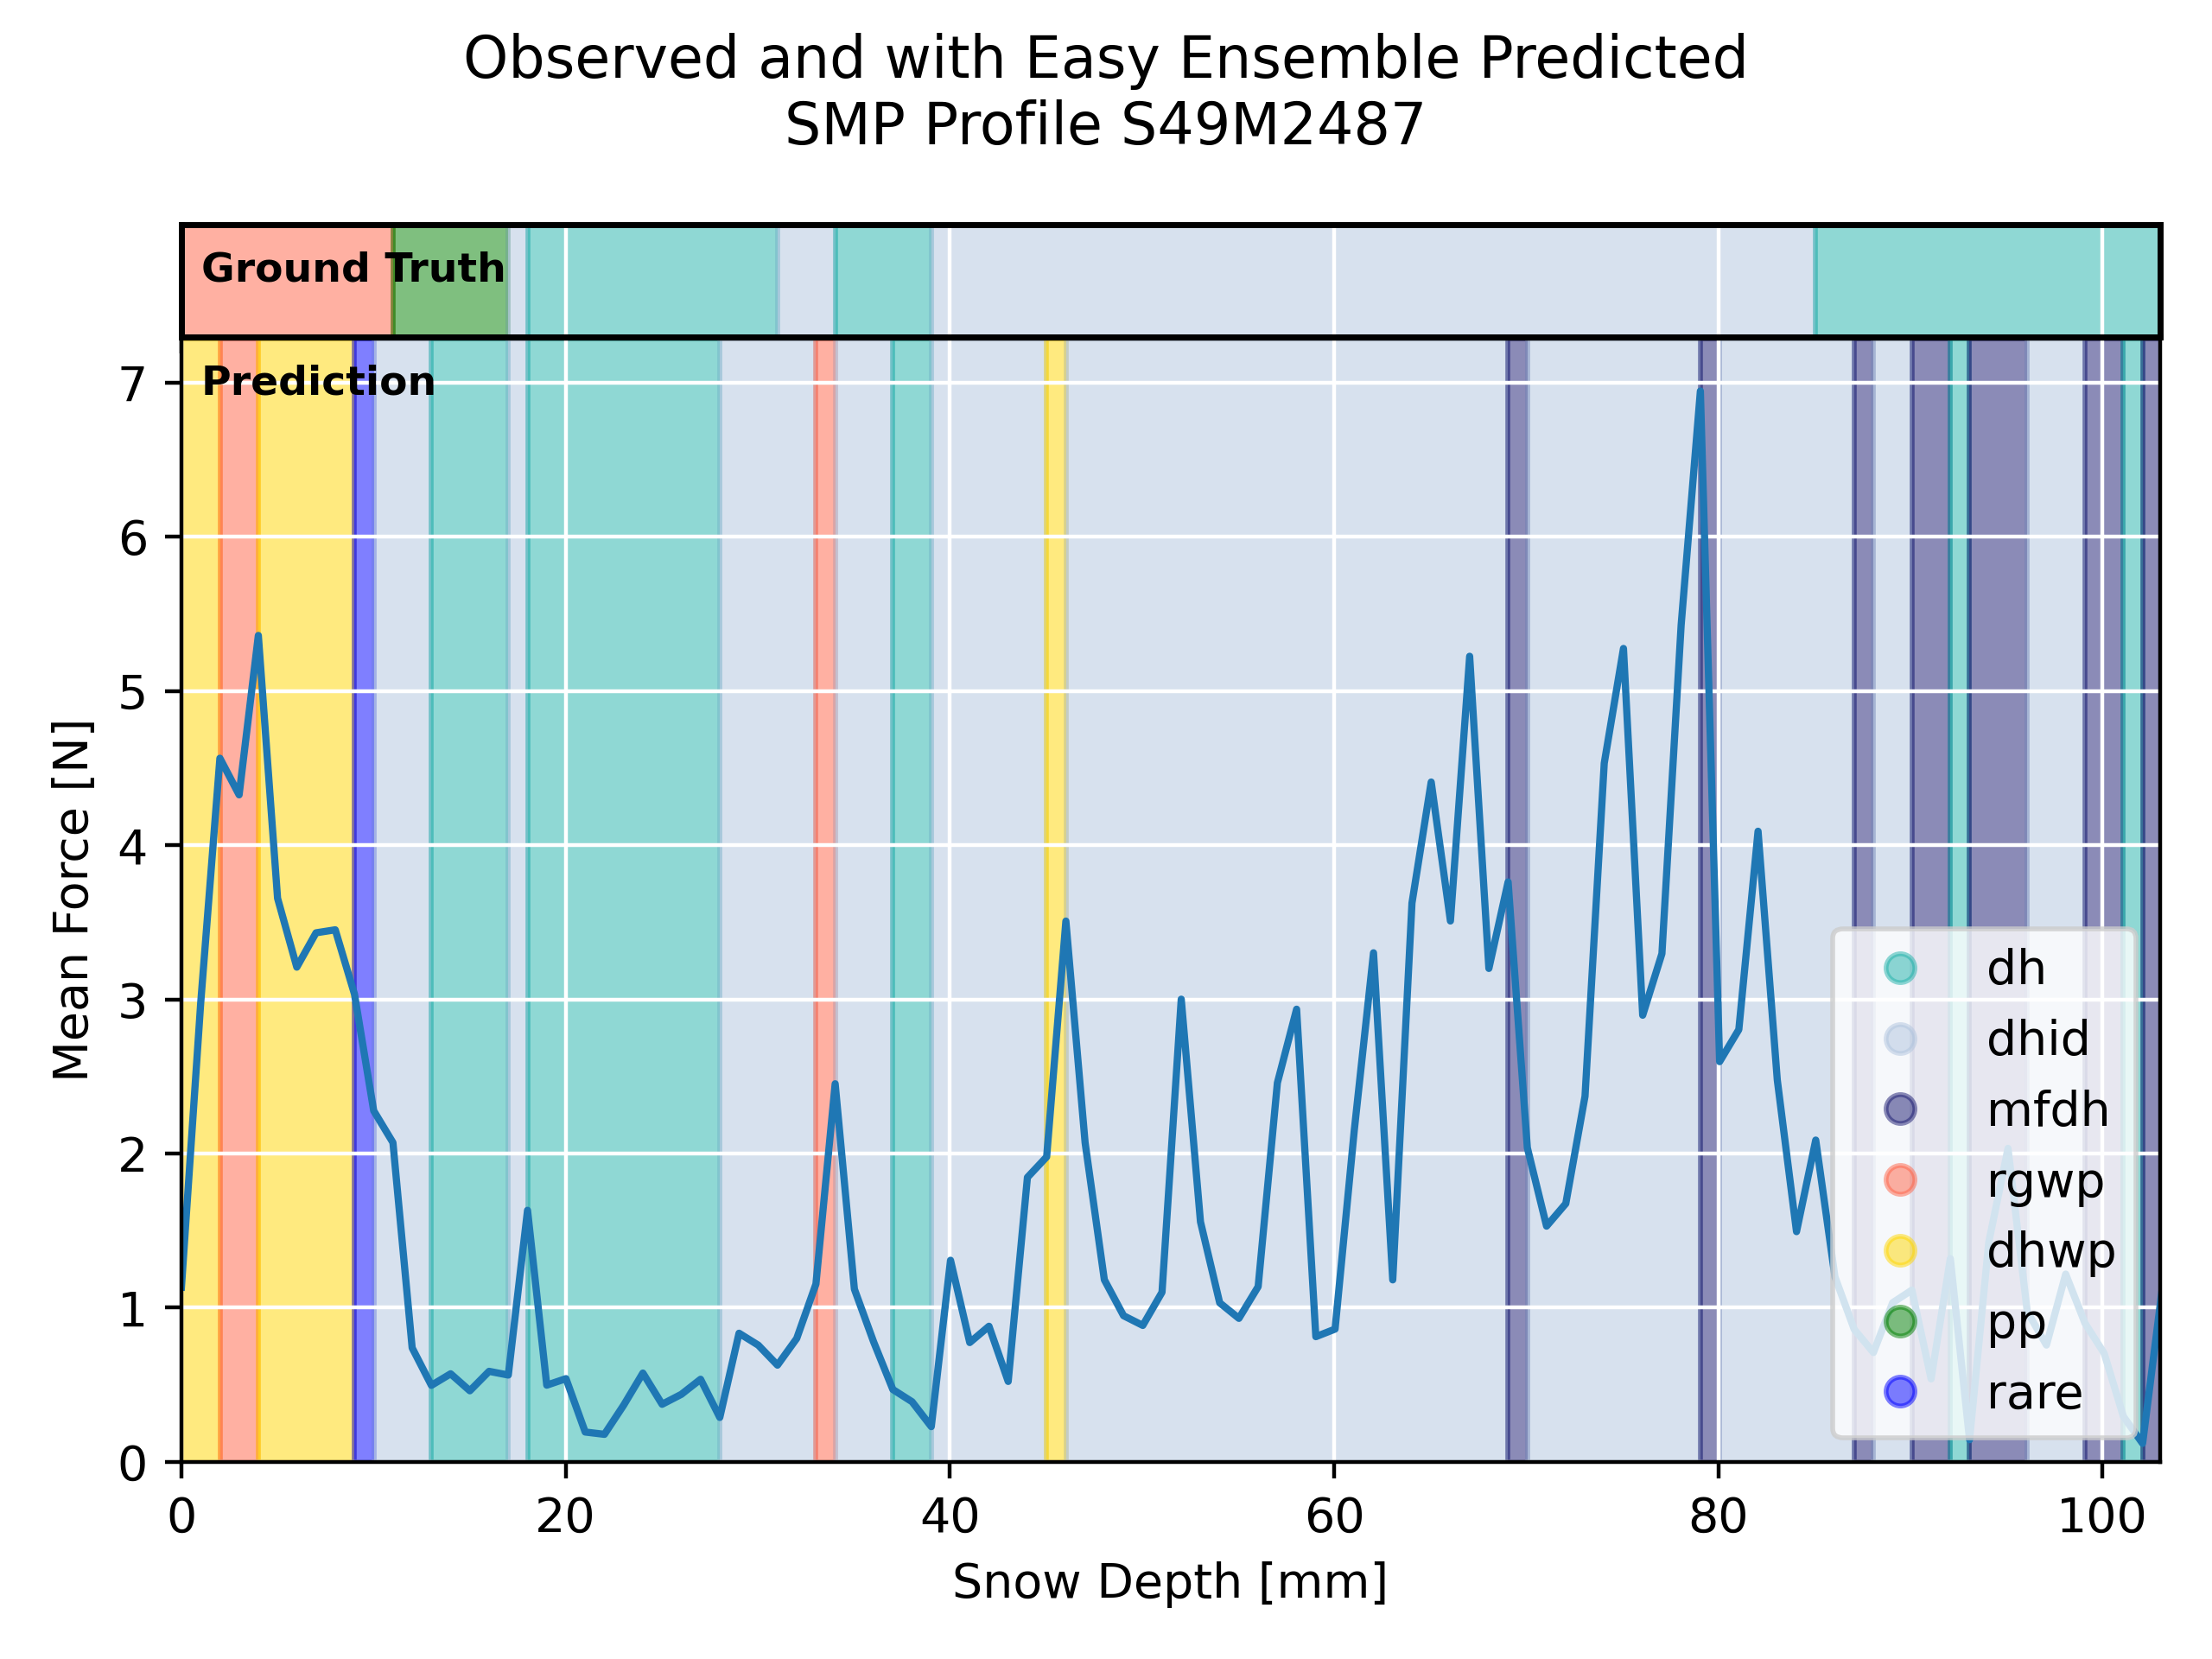 Observed and with Easy Ensemble Predicted
SMP Profile S49M2487
Ground Truth
Prediction
7
6
5
4
3
2
1
0
Mean Force [N]
dh
dhid
mfdh
rgwp
dhwp
pp
rare
0 20 40 60 80 100
Snow Depth [mm]